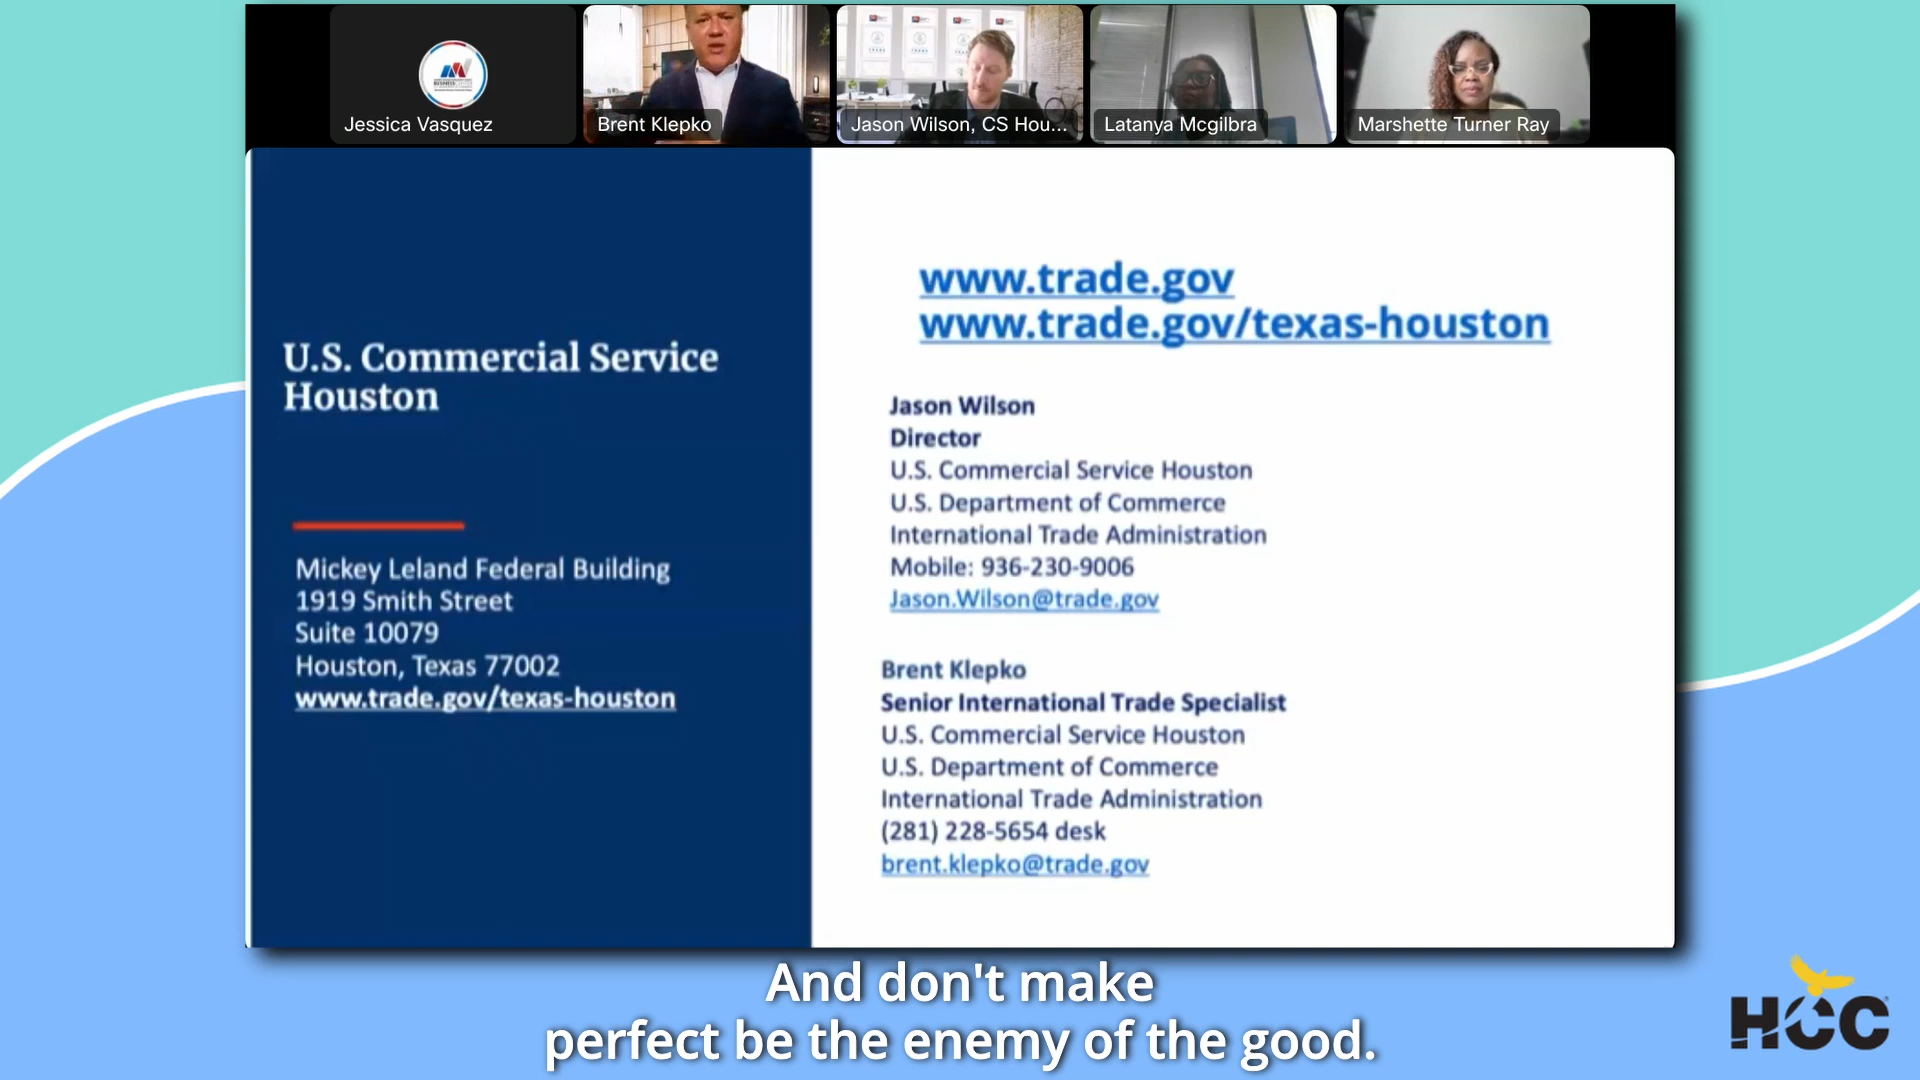 Jessica Vasquez
Brent Klepko
Jason Wilson, CS Hou...
Latanya Mcgilbra
Marshette Turner Ray
U.S. Commercial Service
Houston
Mickey Leland Federal Building
1919 Smith Street
Suite 10079
Houston, Texas 77002
www.trade.gov/texas-houston
www.trade.gov
www.trade.gov/texas-houston
Jason Wilson
Director
U.S. Commercial Service Houston
U.S. Department of Commerce
International Trade Administration
Mobile: 936-230-9006
Jason.Wilson@trade.gov
Brent Klepko
Senior International Trade Specialist
U.S. Commercial Service Houston
U.S. Department of Commerce
International Trade Administration
(281) 228-5654 desk
brent.klepko@trade.gov
And don't make
perfect be the enemy of the good.
HCC